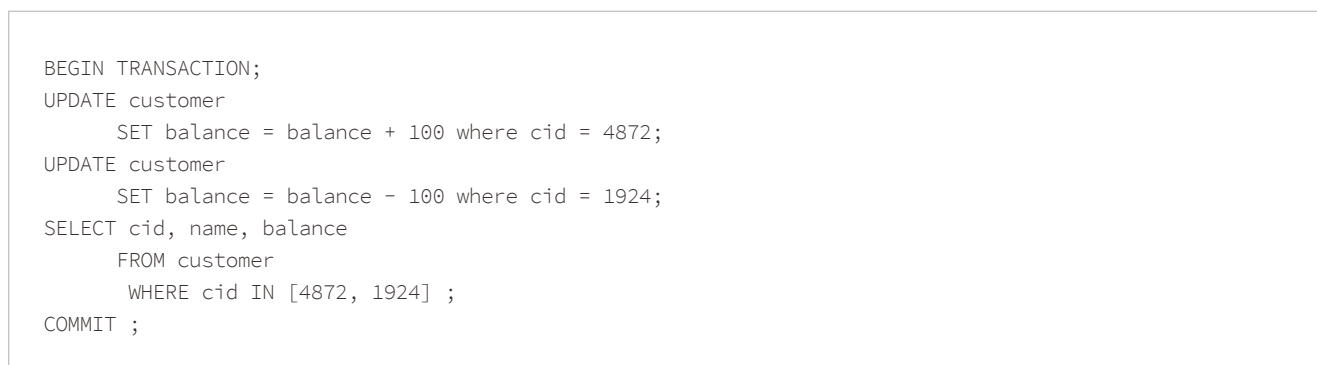 BEGIN TRANSACTION;
UPDATE customer
SET balance = balance + 100 where cid = 4872;
UPDATE customer
SET balance = balance - 100 where cid = 1924;
SELECT cid, name, balance
FROM customer
WHERE cid IN [4872, 1924] ;
COMMIT ;